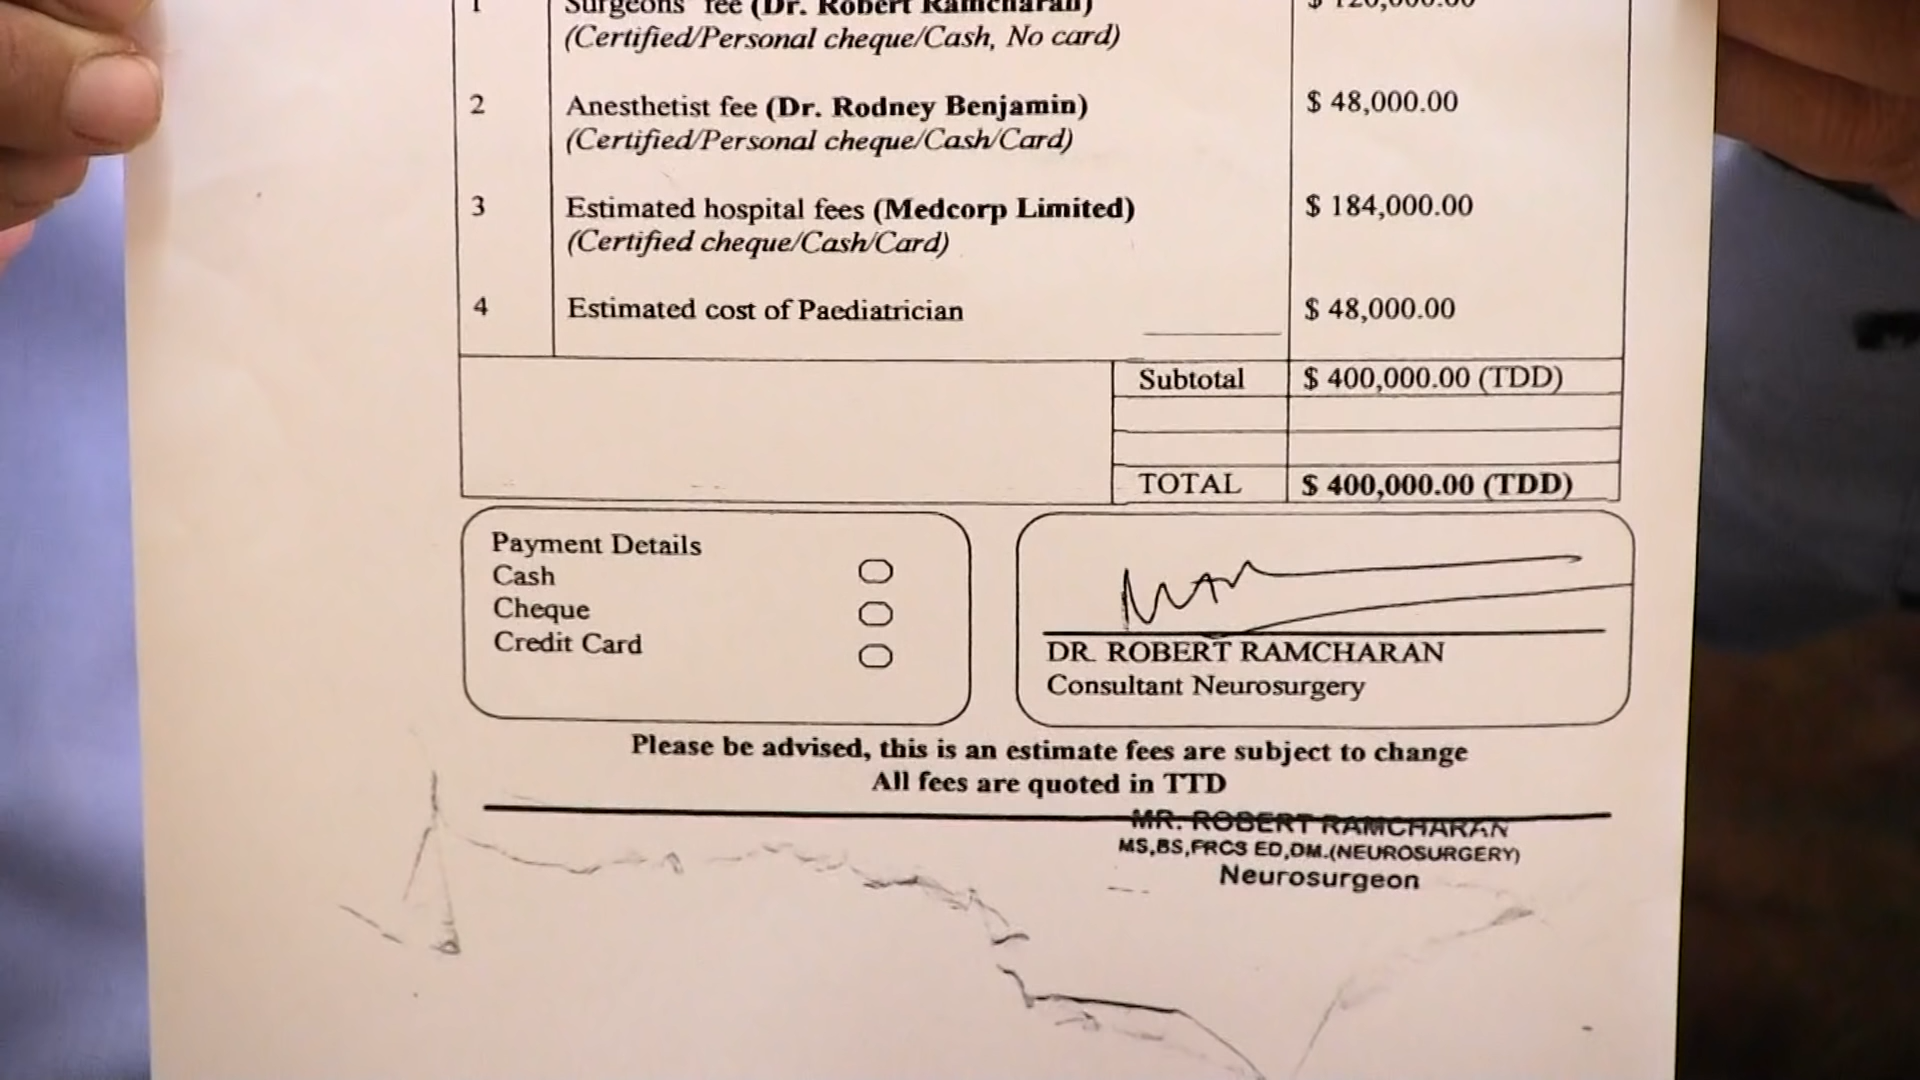 1 Surgeons' fee (Dr. Robert Ramcharan) $ 120,000.00
(Certified/Personal cheque/Cash, No card)
2 Anesthetist fee (Dr. Rodney Benjamin) $ 48,000.00
(Certified/Personal cheque/Cash/Card)
3 Estimated hospital fees (Medcorp Limited) $ 184,000.00
(Certified cheque/Cash/Card)
4 Estimated cost of Paediatrician $ 48,000.00
Subtotal $ 400,000.00 (TDD)
TOTAL $ 400,000.00 (TDD)
Payment Details
Cash
Cheque
Credit Card
DR. ROBERT RAMCHARAN
Consultant Neurosurgery
Please be advised, this is an estimate fees are subject to change
All fees are quoted in TTD
MR. ROBERT RAMCHARAN
MS,BS,FRCS ED,DM.(NEUROSURGERY)
Neurosurgeon